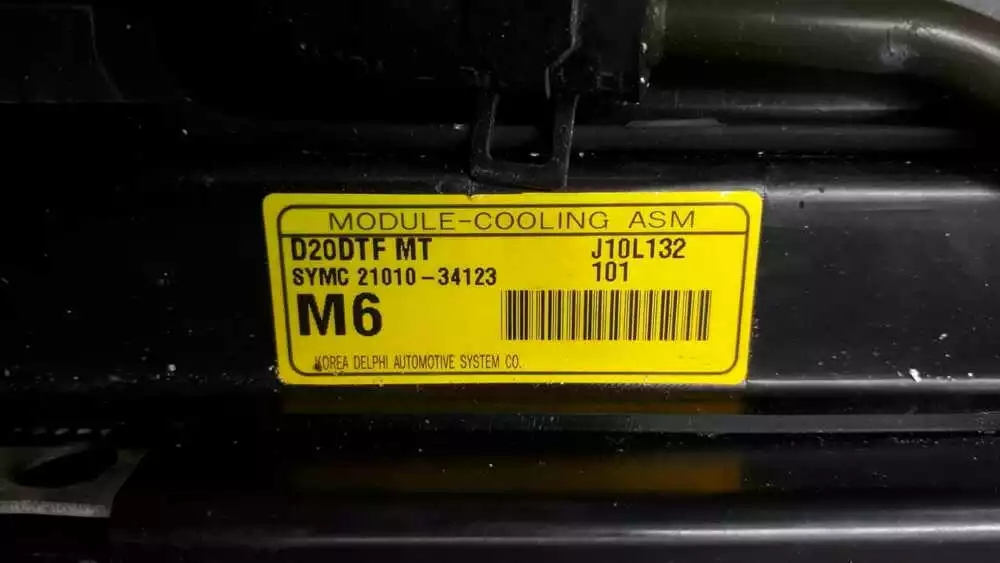 MODULE-COOLING ASM
D20DTF MT J10L132
SYMC 21010-34123 101
M6
KOREA DELPHI AUTOMOTIVE SYSTEM CO.